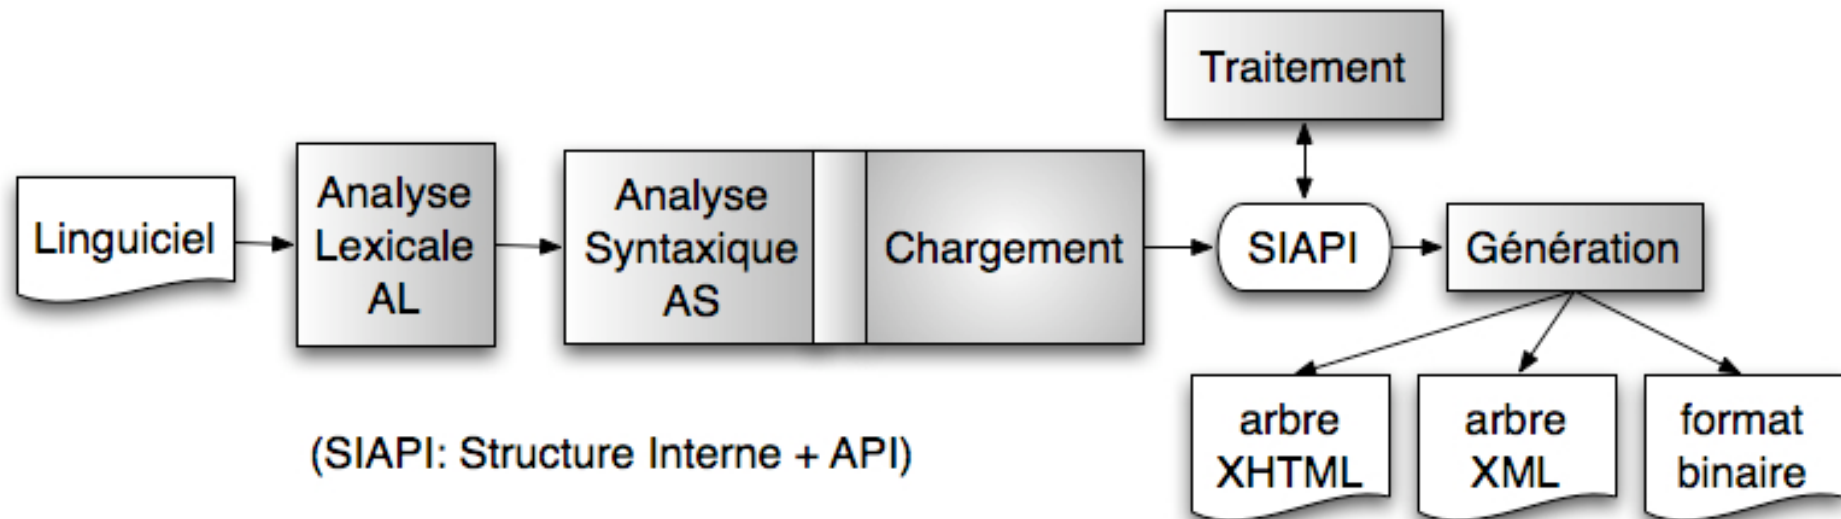 Traitement
Linguiciel
Analyse
Lexicale
AL
Analyse
Syntaxique
AS
Chargement
SIAPI
Génération
arbre
XHTML
arbre
XML
format
binaire
(SIAPI: Structure Interne + API)